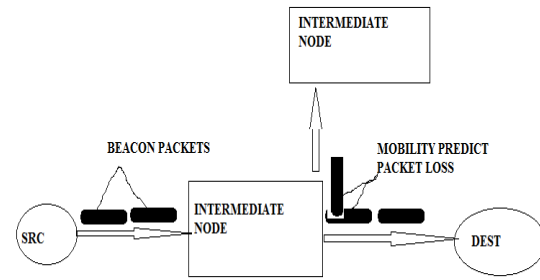 INTERMEDIATE
NODE
BEACON PACKETS
MOBILITY PREDICT
PACKET LOSS
INTERMEDIATE
NODE
SRC
DEST